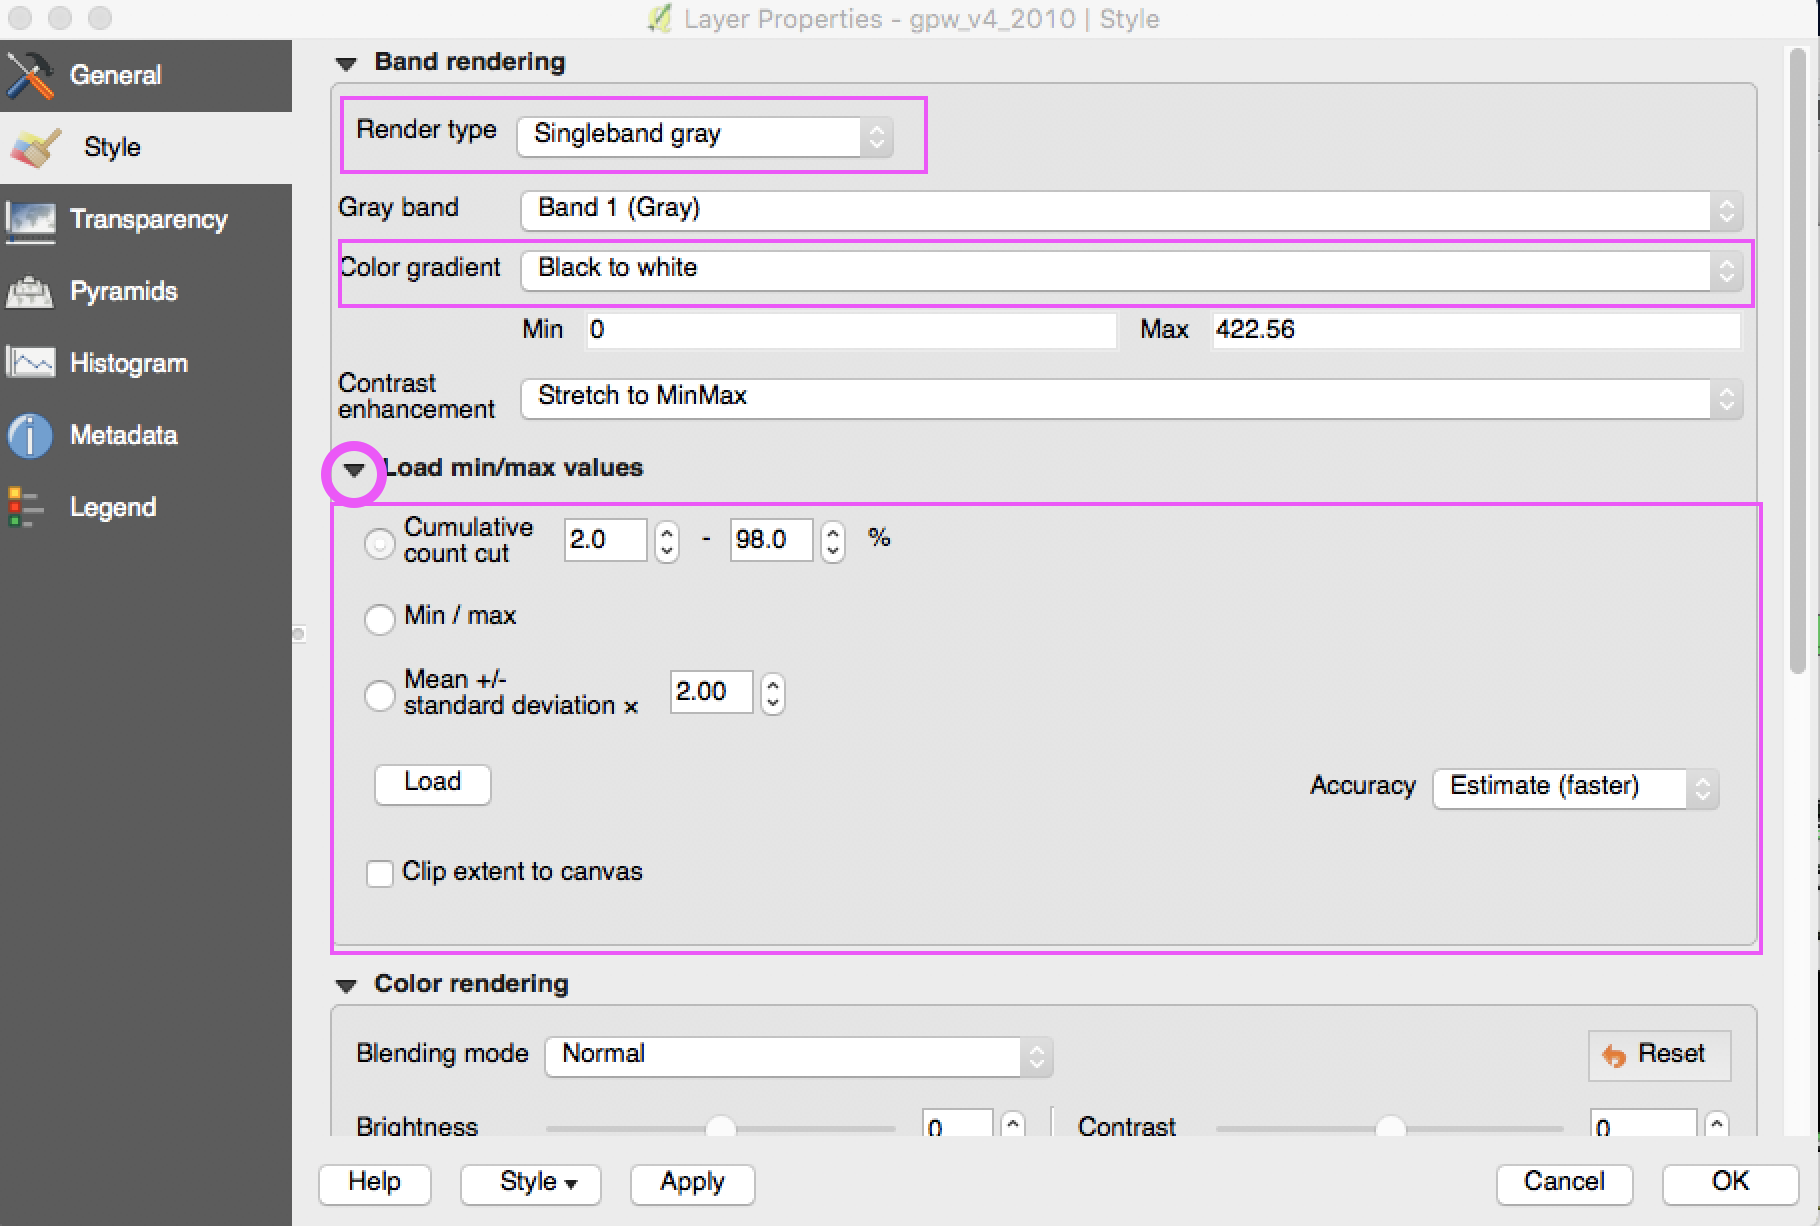 Layer Properties - gpw_v4_2010 | Style
General
Style
Transparency
Pyramids
Histogram
Metadata
Legend
Band rendering
Render type Singleband gray
Gray band Band 1 (Gray)
Color gradient Black to white
Min 0 Max 422.56
Contrast
enhancement Stretch to MinMax
Load min/max values
Cumulative
count cut 2.0 - 98.0 %
Min / max
Mean +/-
standard deviation × 2.00
Load Accuracy Estimate (faster)
Clip extent to canvas
Color rendering
Blending mode Normal Reset
Brightness 0 Contrast 0
Help Style Apply Cancel OK